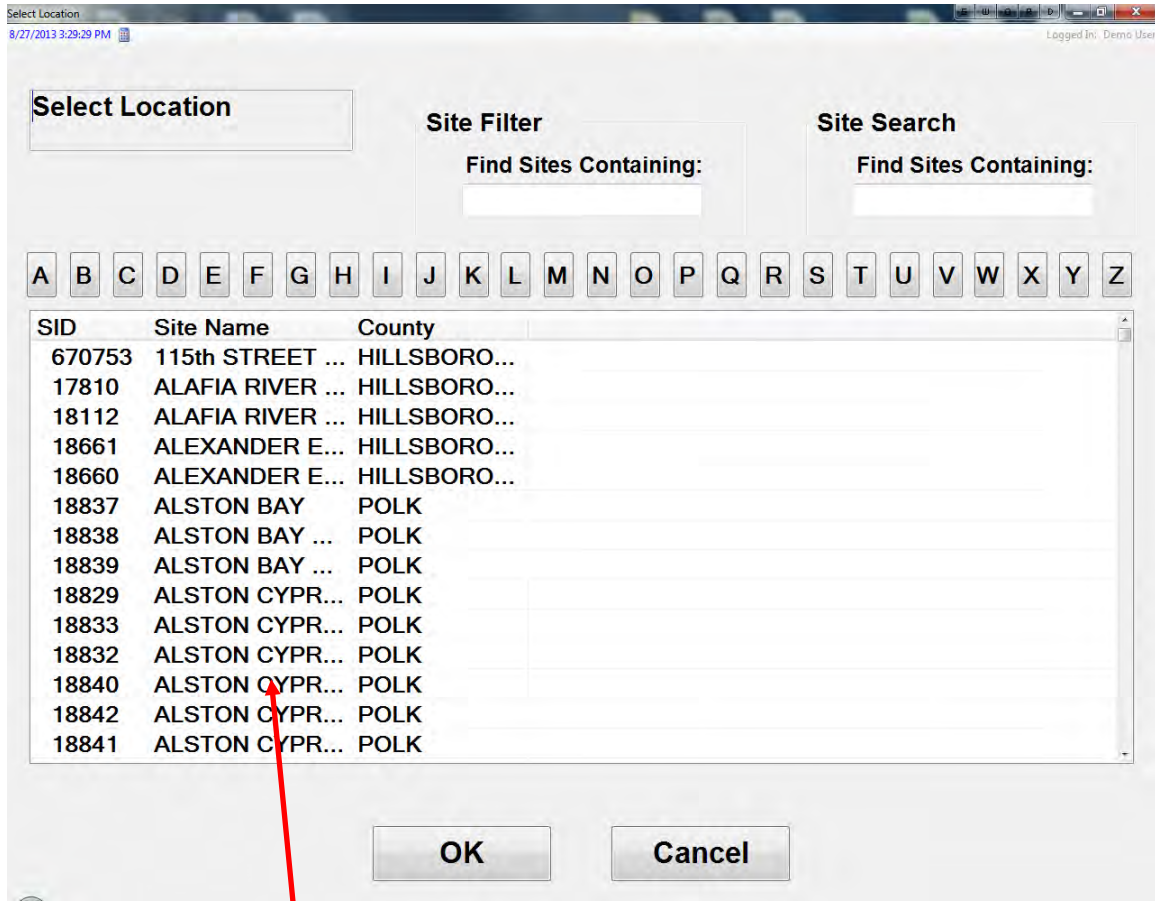 Select Location
G W Q R D
8/27/2013 3:29:29 PM
Logged In: Demo User
Select Location
Site Filter
Find Sites Containing:
Site Search
Find Sites Containing:
A B C D E F G H I J K L M N O P Q R S T U V W X Y Z
SID Site Name County
670753 115th STREET ... HILLSBORO...
17810 ALAFIA RIVER ... HILLSBORO...
18112 ALAFIA RIVER ... HILLSBORO...
18661 ALEXANDER E... HILLSBORO...
18660 ALEXANDER E... HILLSBORO...
18837 ALSTON BAY POLK
18838 ALSTON BAY ... POLK
18839 ALSTON BAY ... POLK
18829 ALSTON CYPR... POLK
18833 ALSTON CYPR... POLK
18832 ALSTON CYPR... POLK
18840 ALSTON CYPR... POLK
18842 ALSTON CYPR... POLK
18841 ALSTON CYPR... POLK
OK Cancel